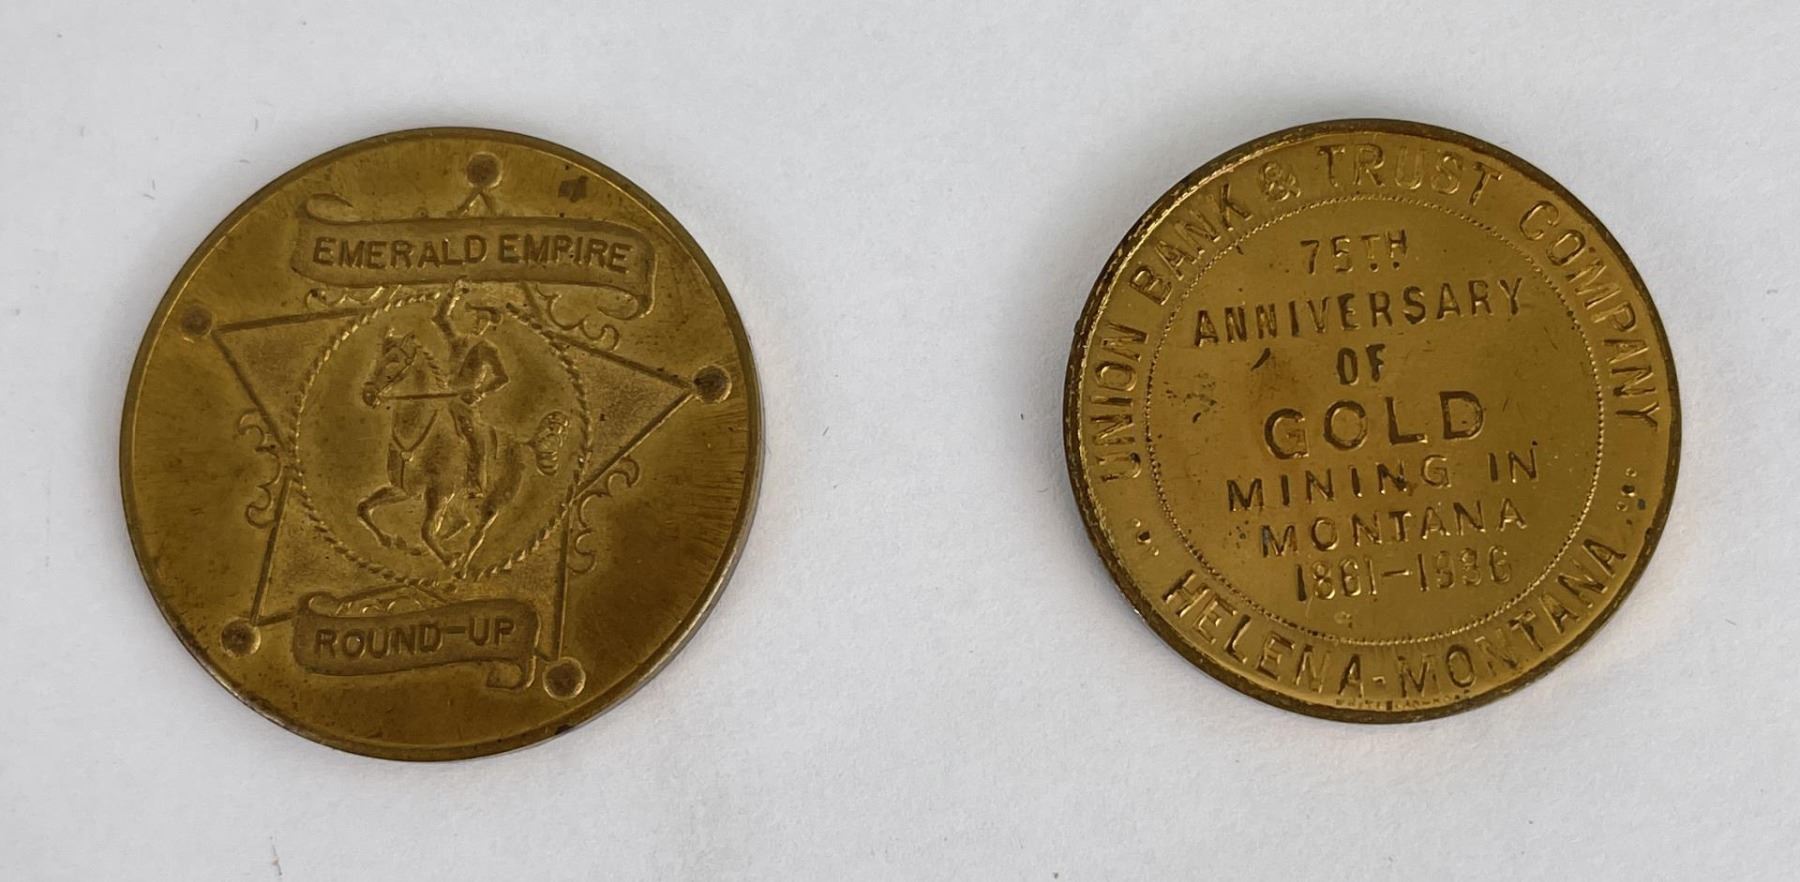 EMERALD EMPIRE
ROUND-UP
UNION BANK & TRUST COMPANY
75TH
ANNIVERSARY
OF
GOLD
MINING IN
MONTANA
1861-1936
HELENA-MONTANA